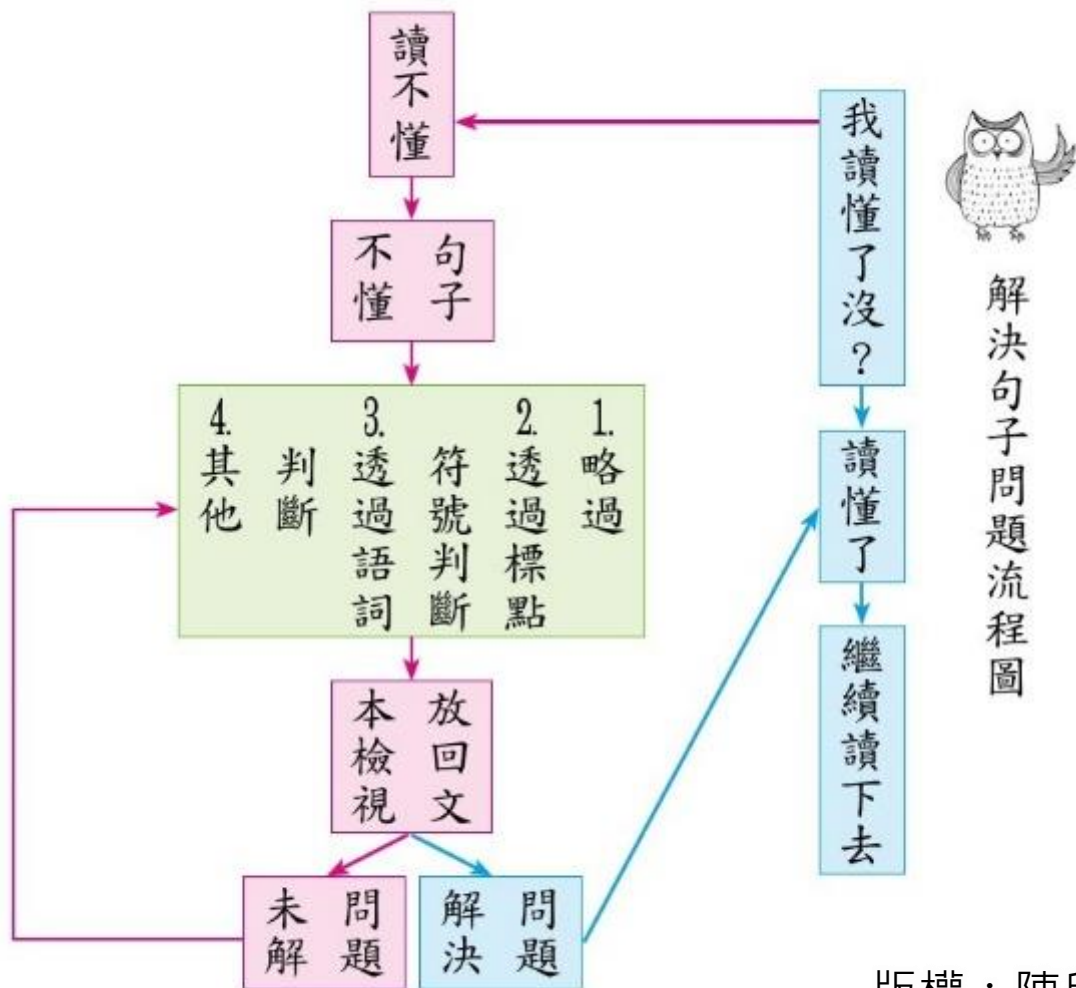 解決句子問題流程圖
我讀懂了沒？
讀懂了
繼續讀下去
讀不懂
句子
不懂
1.略過
2.透過標點
符號判斷
3.透過語詞
判斷
4.其他
放回文
本檢視
問題
解決
問題
未解